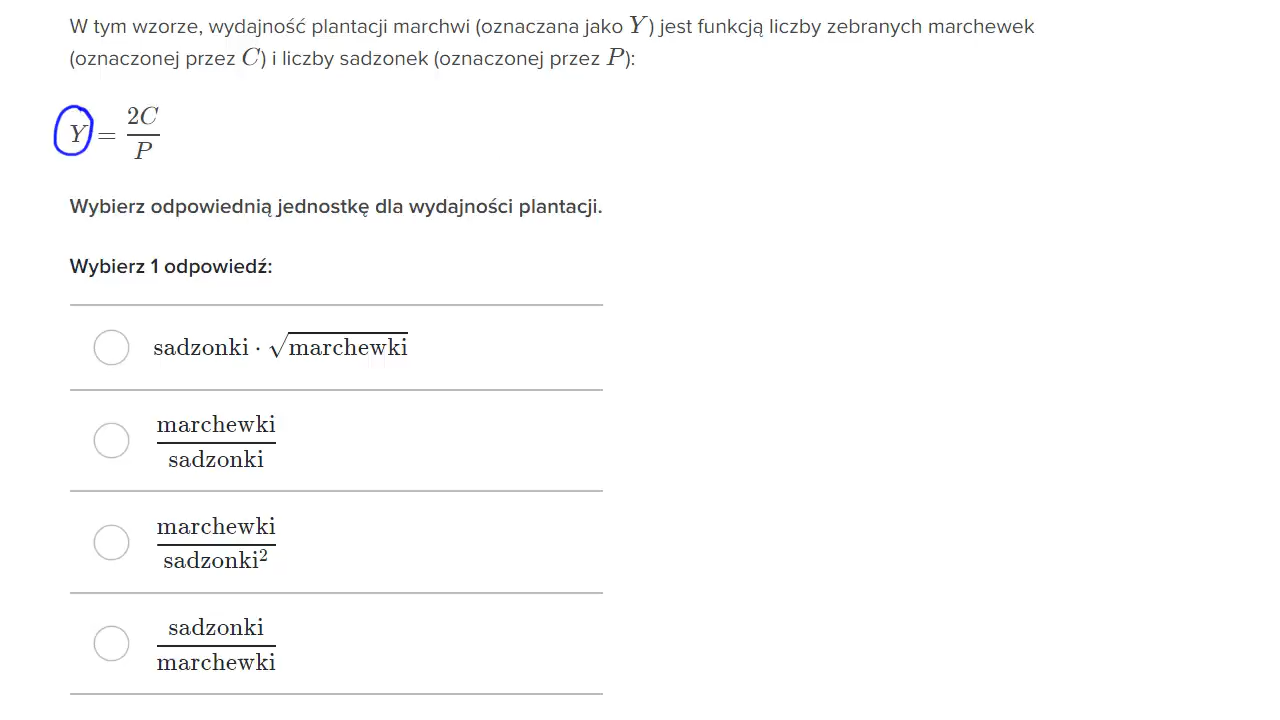 W tym wzorze, wydajność plantacji marchwi (oznaczana jako Y) jest funkcją liczby zebranych marchewek
(oznaczonej przez C) i liczby sadzonek (oznaczonej przez P):
Y = 2C/P
Wybierz odpowiednią jednostkę dla wydajności plantacji.
Wybierz 1 odpowiedź:
sadzonki · √marchewki
marchewki
sadzonki
marchewki
sadzonki²
sadzonki
marchewki